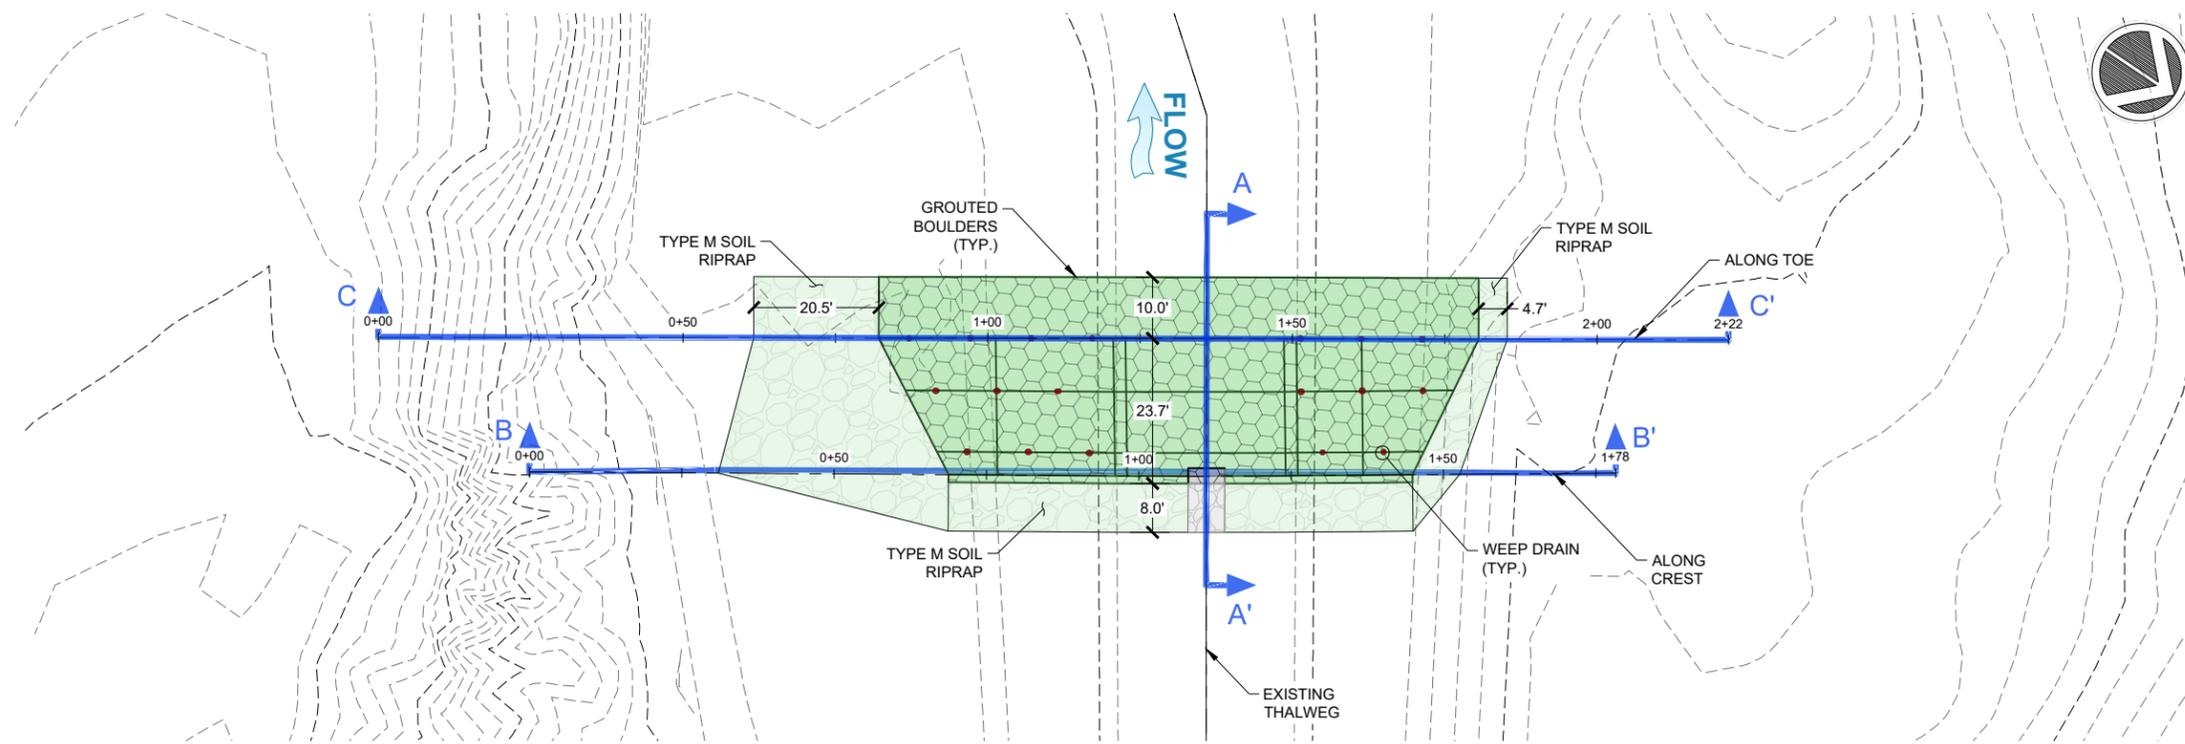 FLOW
A
GROUTED
BOULDERS
(TYP.)
TYPE M SOIL
RIPRAP
TYPE M SOIL
RIPRAP
ALONG TOE
C
C'
0+00
0+50
1+00
1+50
2+00
2+22
20.5'
10.0'
4.7'
23.7'
B
B'
0+00
0+50
1+00
1+50
1+78
8.0'
TYPE M SOIL
RIPRAP
WEEP DRAIN
(TYP.)
ALONG
CREST
A'
EXISTING
THALWEG